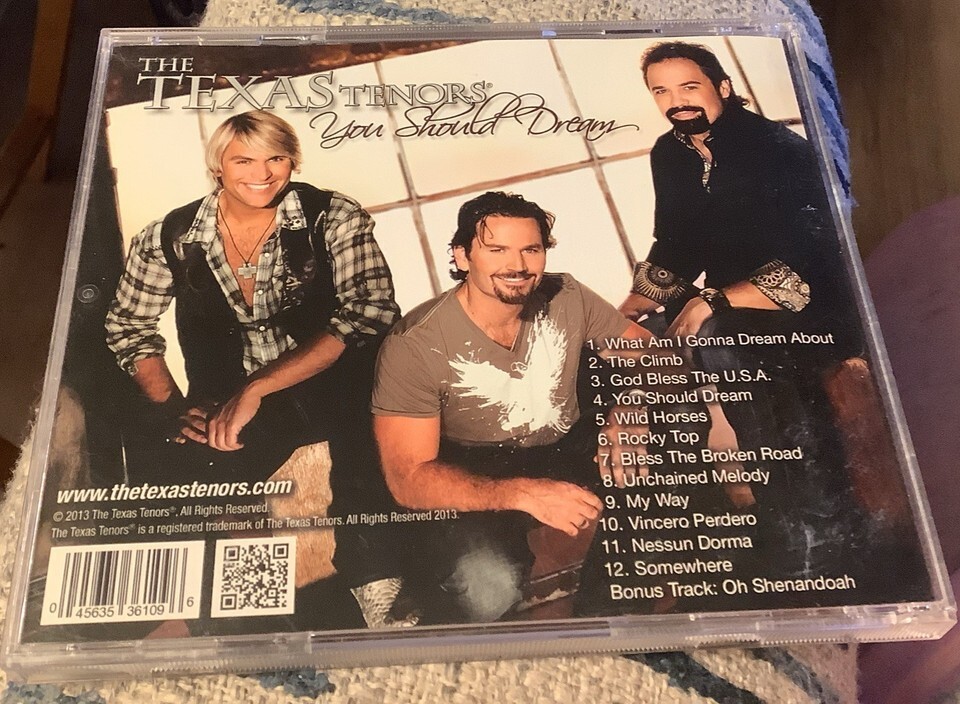 THE
TEXAS TENORS®
You Should Dream
1. What Am I Gonna Dream About
2. The Climb
3. God Bless The U.S.A.
4. You Should Dream
5. Wild Horses
6. Rocky Top
7. Bless The Broken Road
8. Unchained Melody
9. My Way
10. Vincero Perdero
11. Nessun Dorma
12. Somewhere
Bonus Track: Oh Shenandoah
www.thetexastenors.com
© 2013 The Texas Tenors®. All Rights Reserved.
The Texas Tenors® is a registered trademark of The Texas Tenors. All Rights Reserved 2013.
0 45635 36109 6